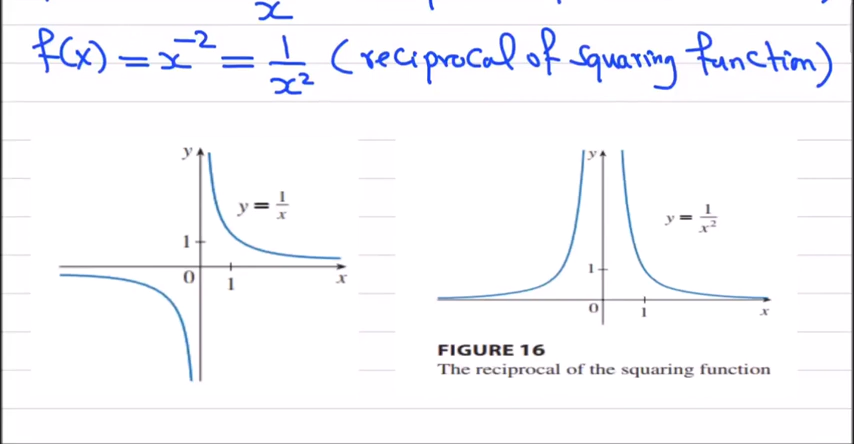 x
f(x) = x⁻² = 1/x² (reciprocal of squaring function)
y
y = 1/x
1
0
1
x
y
y = 1/x²
1
0
1
x
FIGURE 16
The reciprocal of the squaring function